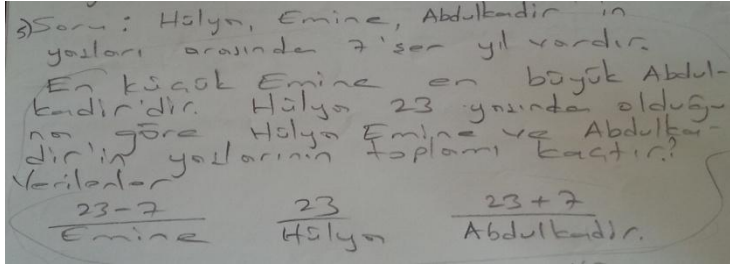 3) Soru: Hülya, Emine, Abdulkadir in
yaşları arasında 7'şer yıl vardır.
En küçük Emine en büyük Abdul-
kadir'dir. Hülya 23 yaşında olduğu-
na göre Hülya Emine ve Abdulka-
dir'in yaşlarının toplamı kaçtır?
Verilenler
23-7 23 23+7
Emine Hülya Abdulkadir.